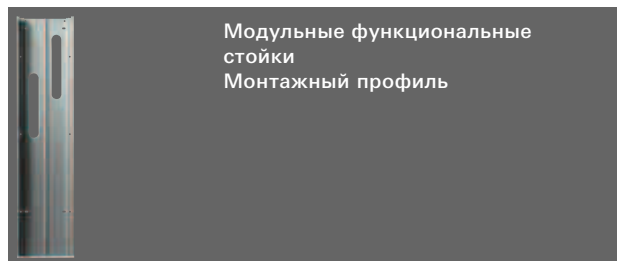 Модульные функциональные
стойки
Монтажный профиль